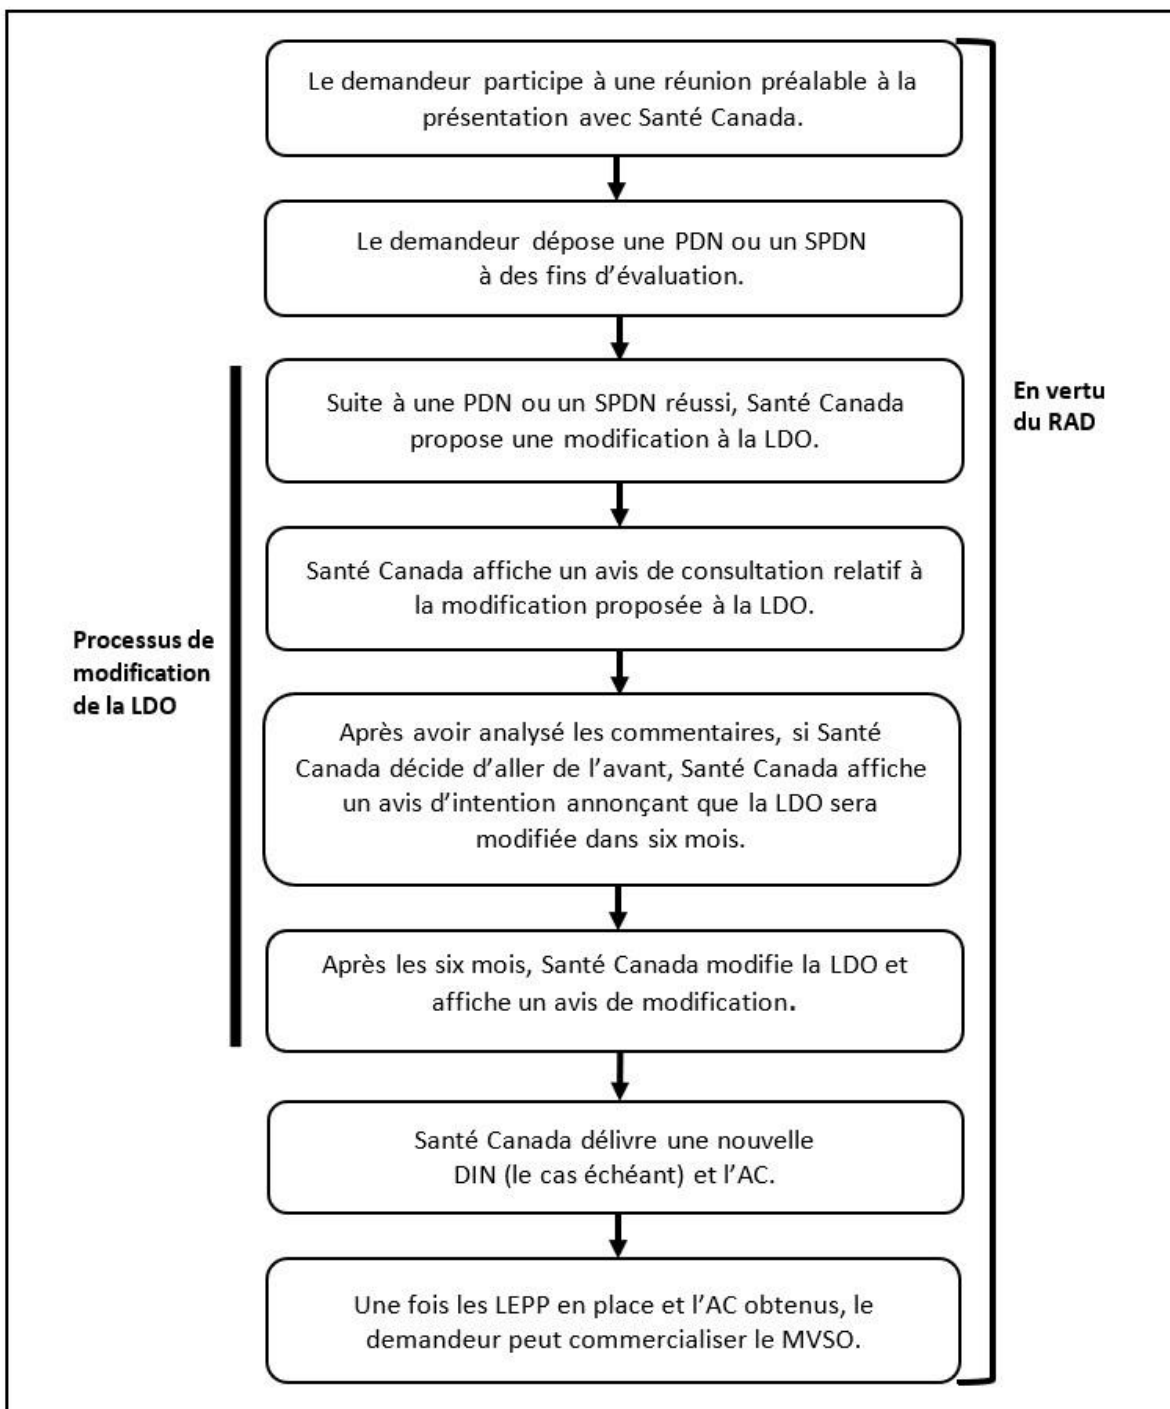 Le demandeur participe à une réunion préalable à la
présentation avec Santé Canada.
Le demandeur dépose une PDN ou un SPDN
à des fins d’évaluation.
Suite à une PDN ou un SPDN réussi, Santé Canada
propose une modification à la LDO.
En vertu
du RAD
Santé Canada affiche un avis de consultation relatif à
la modification proposée à la LDO.
Processus de
modification
de la LDO
Après avoir analysé les commentaires, si Santé
Canada décide d’aller de l’avant, Santé Canada affiche
un avis d’intention annonçant que la LDO sera
modifiée dans six mois.
Après les six mois, Santé Canada modifie la LDO et
affiche un avis de modification.
Santé Canada délivre une nouvelle
DIN (le cas échéant) et l’AC.
Une fois les LEPP en place et l’AC obtenus, le
demandeur peut commercialiser le MVSO.